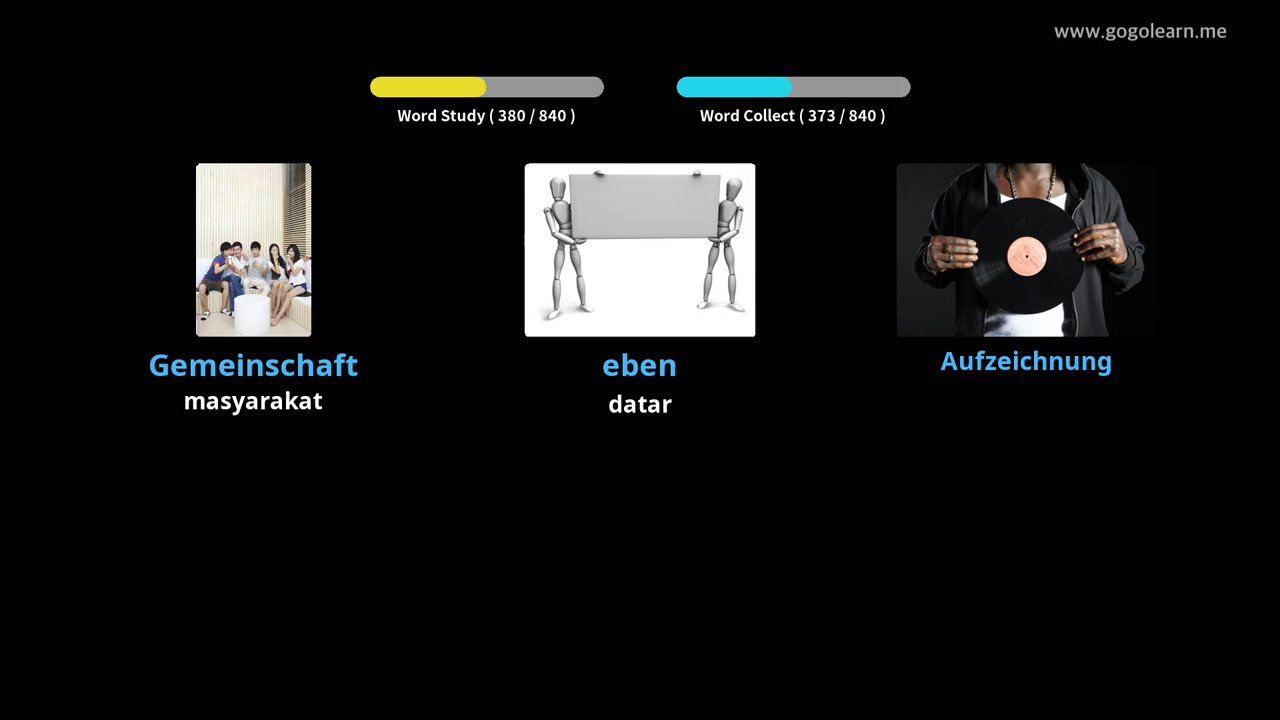 www.gogolearn.me
Word Study ( 380 / 840 )
Word Collect ( 373 / 840 )
Gemeinschaft
masyarakat
eben
datar
Aufzeichnung